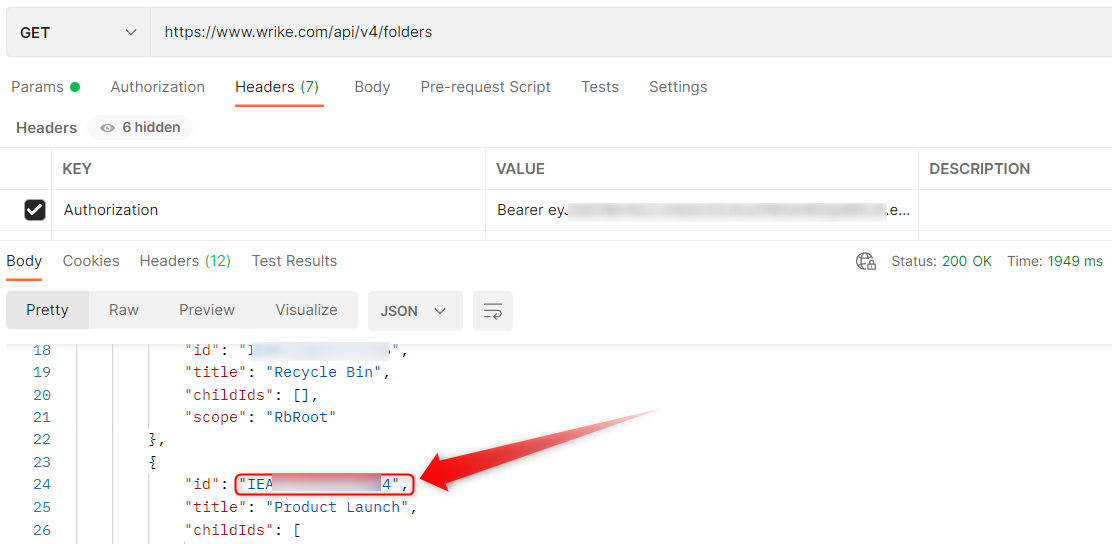 GET https://www.wrike.com/api/v4/folders
Params Authorization Headers (7) Body Pre-request Script Tests Settings
Headers 6 hidden
KEY VALUE DESCRIPTION
Authorization Bearer eyJ .e...
Body Cookies Headers (12) Test Results Status: 200 OK Time: 1949 ms
Pretty Raw Preview Visualize JSON
18 "id": " ",
19 "title": "Recycle Bin",
20 "childIds": [],
21 "scope": "RbRoot"
22 },
23 {
24 "id": "IEA 4",
25 "title": "Product Launch",
26 "childIds": [